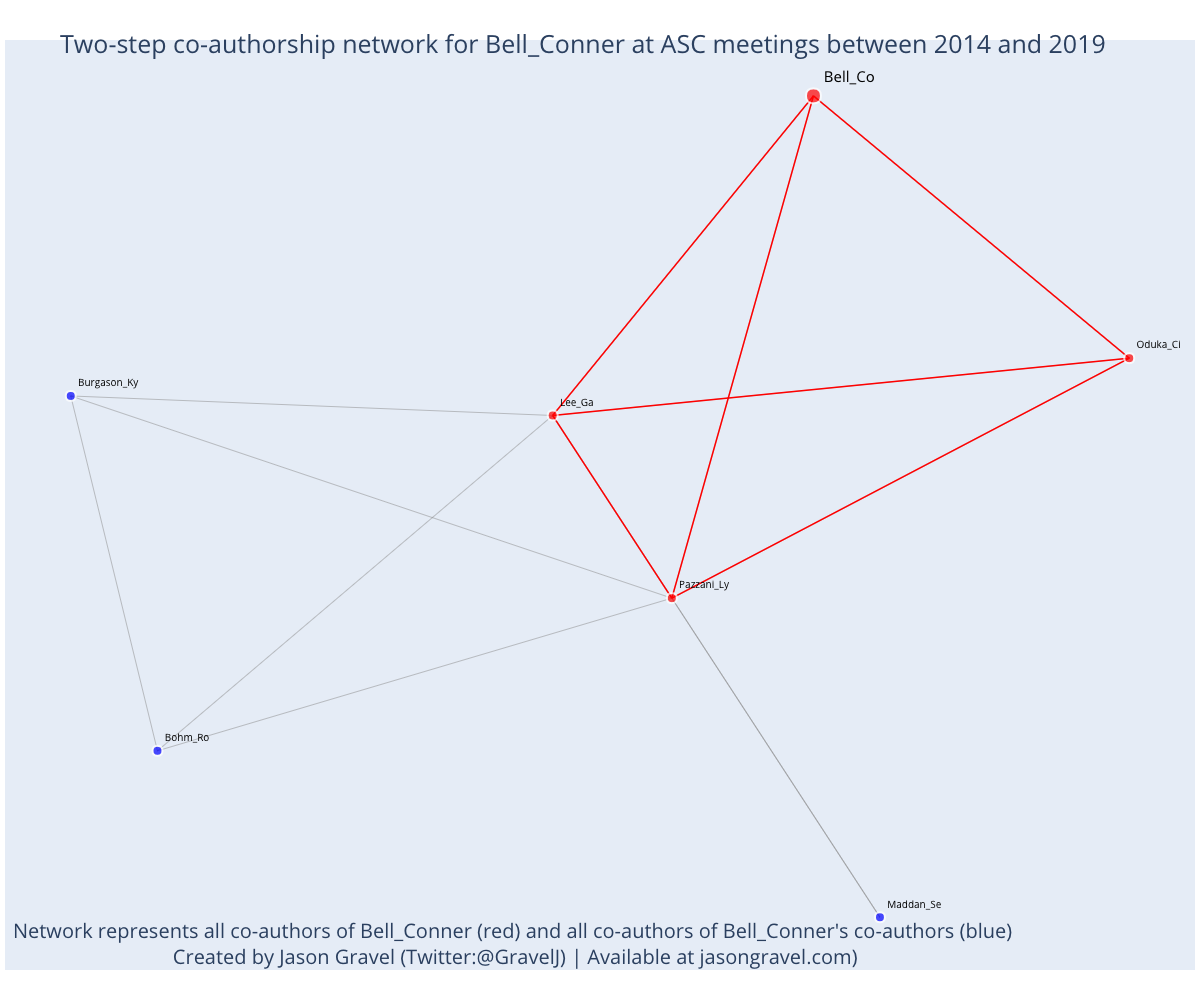 Two-step co-authorship network for Bell_Conner at ASC meetings between 2014 and 2019
Bell_Co
Oduka_Ci
Burgason_Ky
Lee_Ga
Pazzani_Ly
Bohm_Ro
Maddan_Se
Network represents all co-authors of Bell_Conner (red) and all co-authors of Bell_Conner's co-authors (blue)
Created by Jason Gravel (Twitter:@GravelJ) | Available at jasongravel.com)